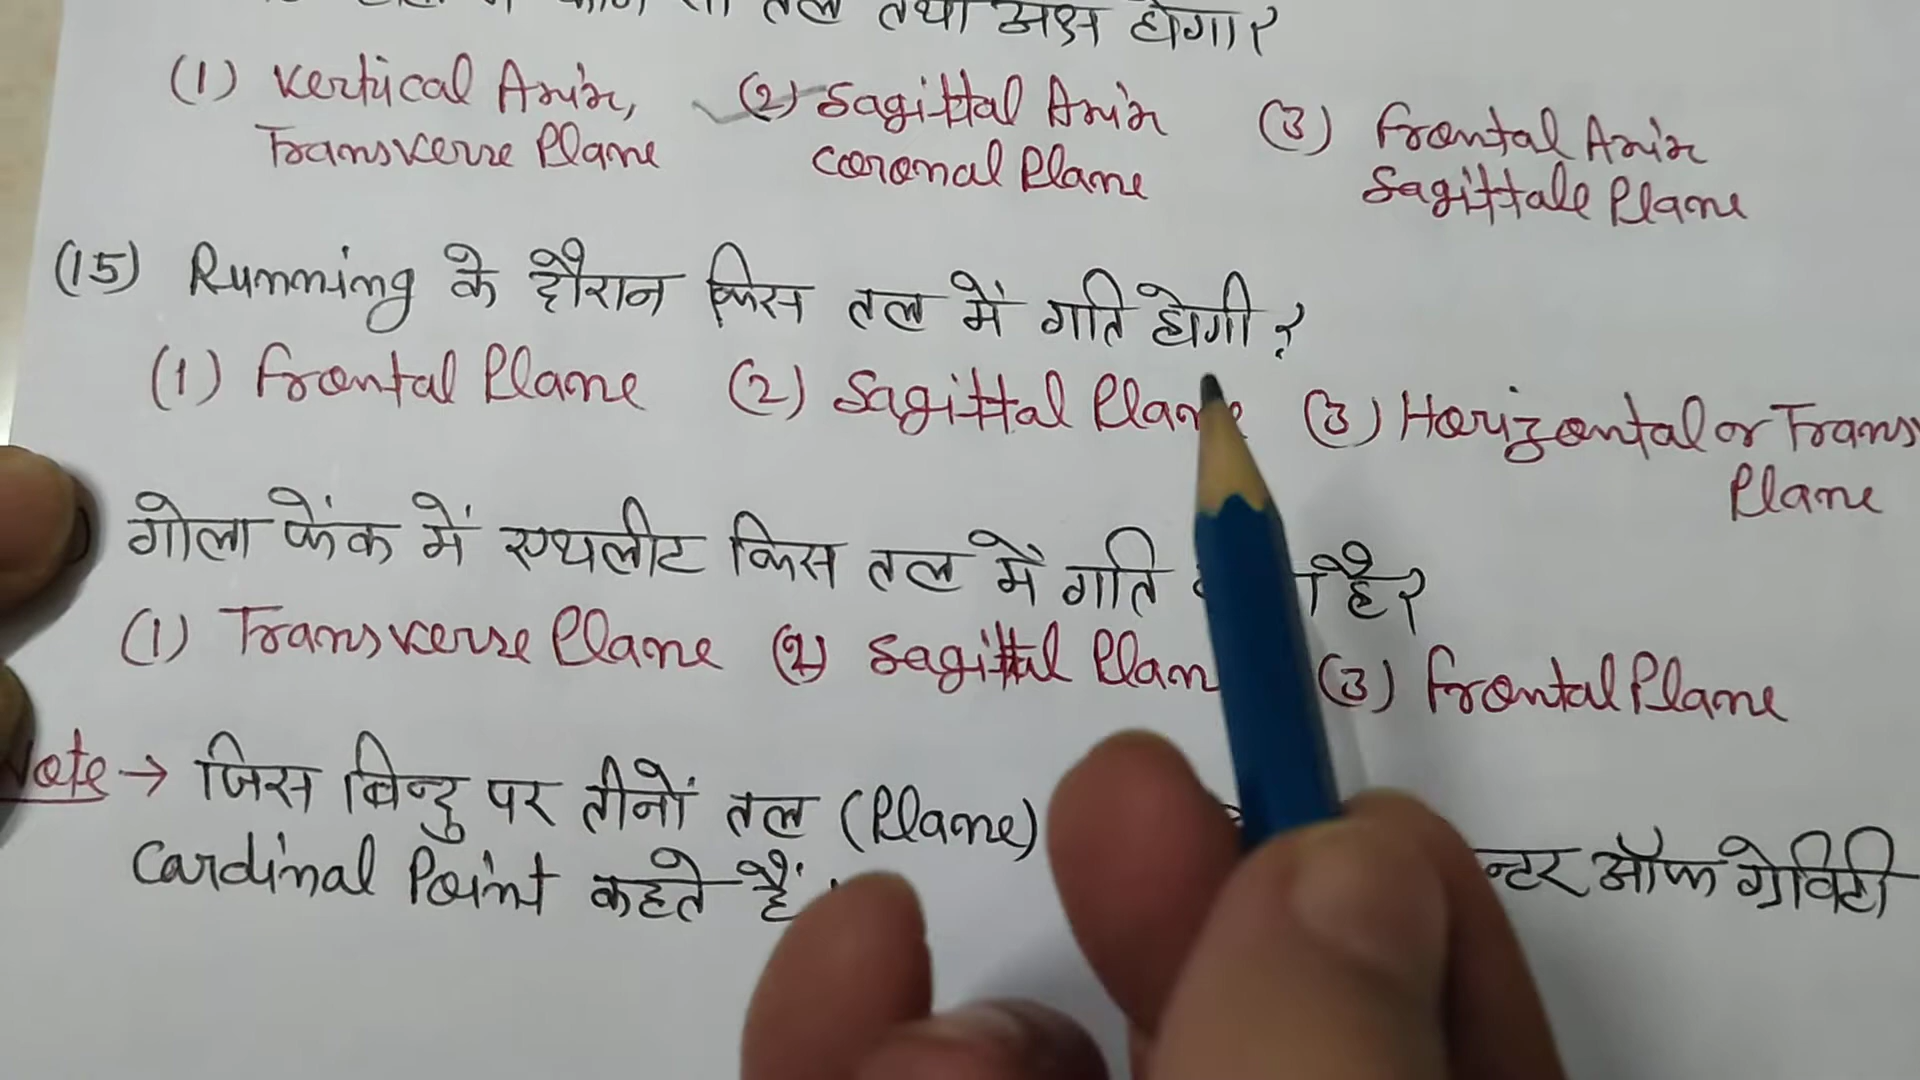 तल तथा अक्ष होगा?
(1) Vertical Axis, (2) Sagittal Axis (3) Frontal Axis
Transverse Plane Coronal Plane Sagittale Plane
(15) Running के दौरान किस तल में गति होगी?
(1) Frontal Plane (2) Sagittal Plane (3) Horizontal or Trans
Plane
गोला फेंक में एथलीट किस तल में गति है?
(1) Transverse Plane (2) Sagittal Plan (3) Frontal Plane
Note → जिस बिन्दु पर तीनों तल (Plane) न्टर ऑफ ग्रेविटी
Cardinal Point कहते हैं